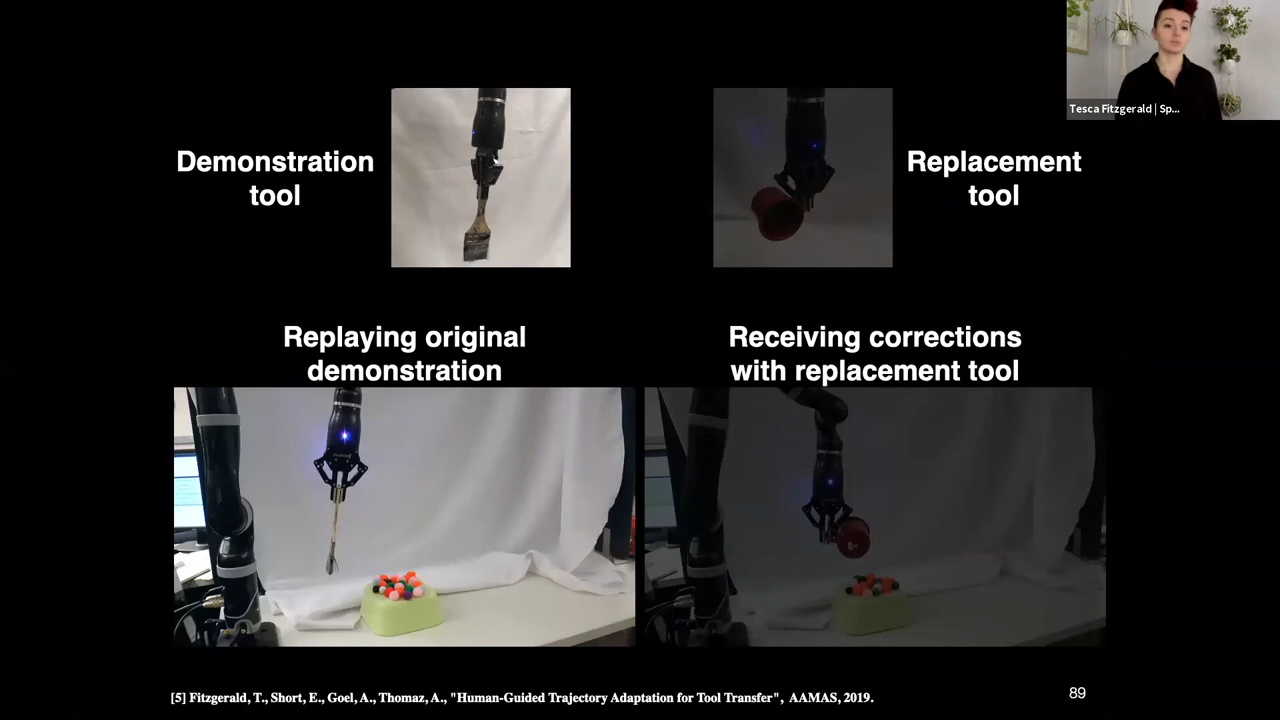 Tesca Fitzgerald | Sp...
Demonstration
tool
Replacement
tool
Replaying original
demonstration
Receiving corrections
with replacement tool
[5] Fitzgerald, T., Short, E., Goel, A., Thomaz, A., "Human-Guided Trajectory Adaptation for Tool Transfer", AAMAS, 2019.
89